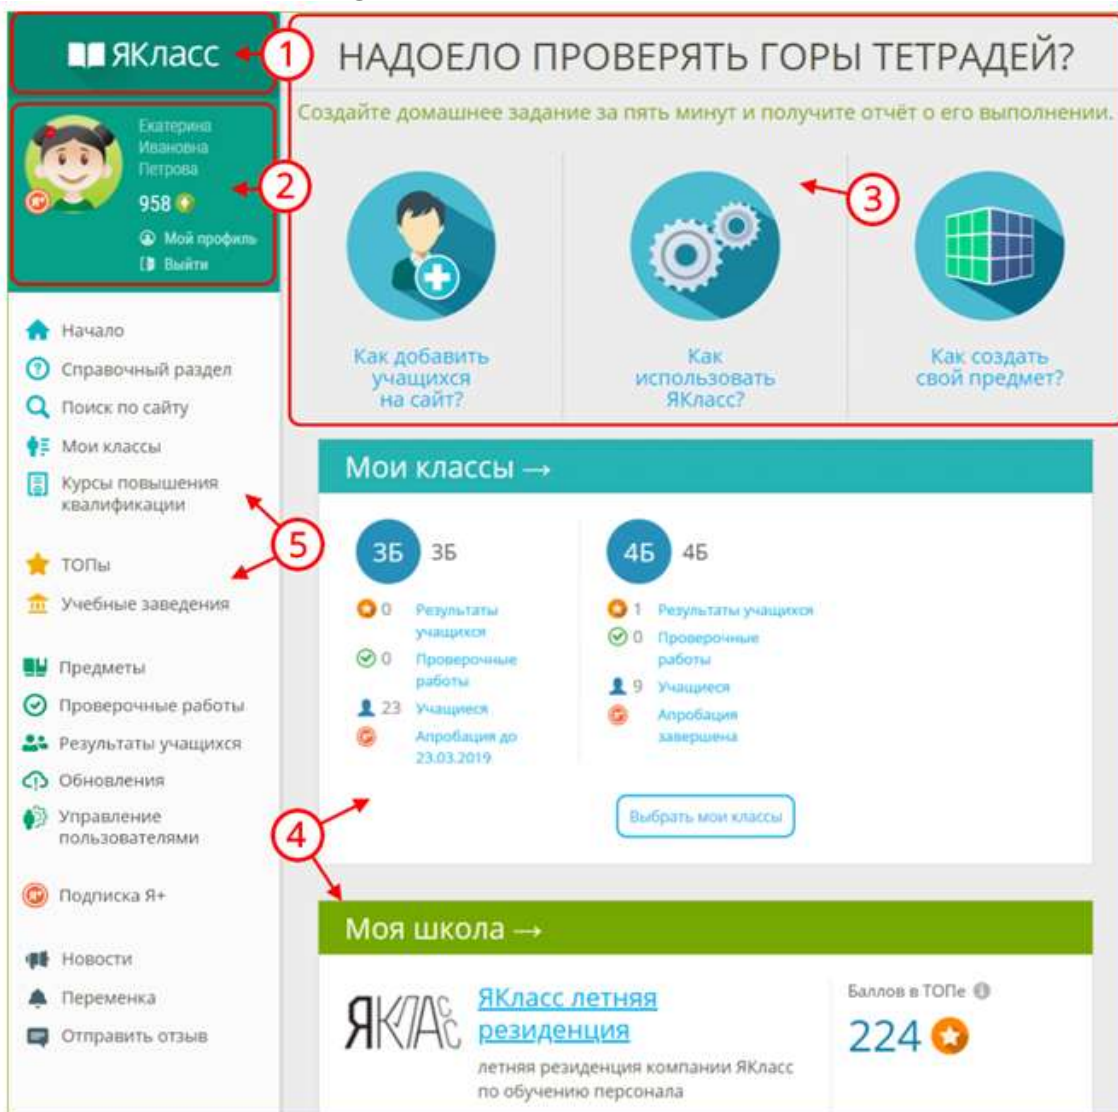 ЯКласс
1
Екатерина
Ивановна
Петрова
958
Мой профиль
Выйти
2
НАДОЕЛО ПРОВЕРЯТЬ ГОРЫ ТЕТРАДЕЙ?
Создайте домашнее задание за пять минут и получите отчёт о его выполнении.
3
Как добавить
учащихся
на сайт?
Как
использовать
ЯКласс?
Как создать
свой предмет?
Начало
Справочный раздел
Поиск по сайту
Мои классы
Курсы повышения
квалификации
5
ТОПы
Учебные заведения
Предметы
Проверочные работы
Результаты учащихся
Обновления
Управление
пользователями
Подписка Я+
Новости
Переменка
Отправить отзыв
Мои классы →
3Б 3Б
0 Результаты
учащихся
0 Проверочные
работы
23 Учащиеся
Апробация до
23.03.2019
4Б 4Б
1 Результаты учащихся
0 Проверочные
работы
9 Учащиеся
Апробация
завершена
Выбрать мои классы
4
Моя школа →
ЯКЛАСС
ЯКласс летняя
резиденция
летняя резиденция компании ЯКласс
по обучению персонала
Баллов в ТОПе
224